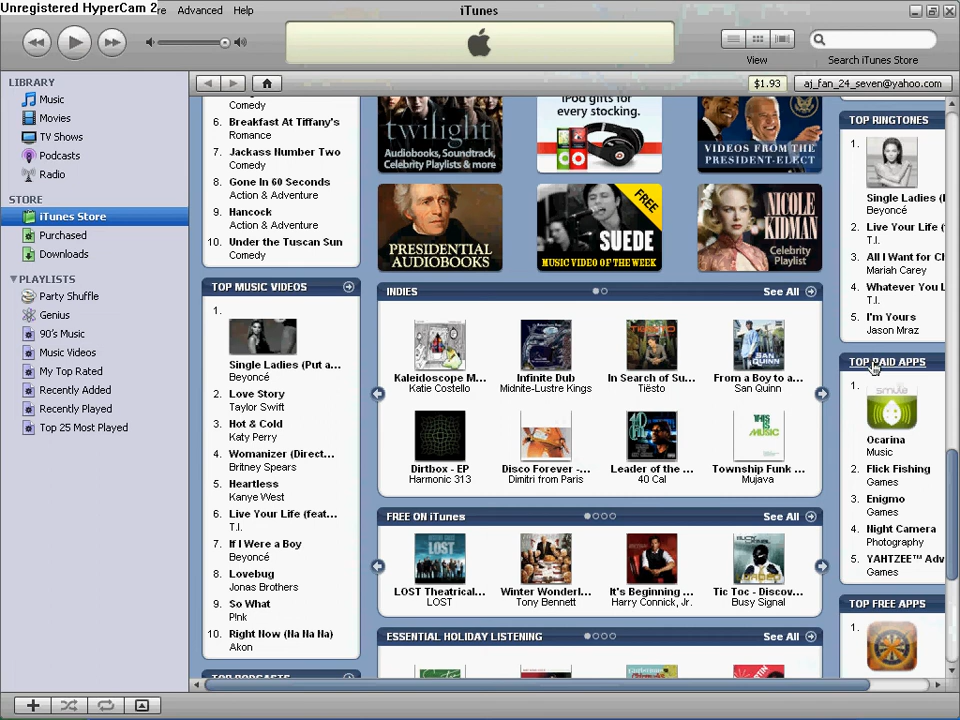 Unregistered HyperCam 2
re
Advanced
Help
iTunes
View
Search iTunes Store
$1.93
aj_fan_24_seven@yahoo.com
LIBRARY
Music
Movies
TV Shows
Podcasts
Radio
STORE
iTunes Store
Purchased
Downloads
PLAYLISTS
Party Shuffle
Genius
90's Music
Music Videos
My Top Rated
Recently Added
Recently Played
Top 25 Most Played
Comedy
6. Breakfast At Tiffany's
Romance
7. Jackass Number Two
Comedy
8. Gone In 60 Seconds
Action & Adventure
9. Hancock
Action & Adventure
10. Under the Tuscan Sun
Comedy
TOP MUSIC VIDEOS
1.
Single Ladies (Put a...
Beyoncé
2. Love Story
Taylor Swift
3. Hot & Cold
Katy Perry
4. Womanizer (Direct...
Britney Spears
5. Heartless
Kanye West
6. Live Your Life (feat...
T.I.
7. If I Were a Boy
Beyoncé
8. Lovebug
Jonas Brothers
9. So What
P!nk
10. Right Now (Na Na Na)
Akon
TOP PODCASTS
twilight
Audiobooks, Soundtrack,
Celebrity Playlists & more
iPod gifts for
every stocking.
VIDEOS FROM THE
PRESIDENT-ELECT
PRESIDENTIAL
AUDIOBOOKS
FREE
SUEDE
MUSIC VIDEO OF THE WEEK
NICOLE
KIDMAN
Celebrity
Playlist
INDIES
See All
SAN
QUINN
Kaleidoscope M...
Katie Costello
Infinite Dub
Midnite-Lustre Kings
In Search of Su...
Tiësto
From a Boy to a...
San Quinn
THIS
IS
MUSIC
Dirtbox - EP
Harmonic 313
Disco Forever -...
Dimitri from Paris
Leader of the ...
40 Cal
Township Funk ...
Mujava
FREE ON iTunes
See All
LOST
LOST Theatrical...
LOST
Winter Wonderl...
Tony Bennett
It's Beginning ...
Harry Connick, Jr.
Tic Toc - Discov...
Busy Signal
ESSENTIAL HOLIDAY LISTENING
See All
TOP RINGTONES
1.
Single Ladies (I
Beyoncé
2. Live Your Life (
T.I.
3. All I Want for Ch
Mariah Carey
4. Whatever You L
T.I.
5. I'm Yours
Jason Mraz
TOP PAID APPS
1.
smule
Ocarina
Music
2. Flick Fishing
Games
3. Enigmo
Games
4. Night Camera
Photography
5. YAHTZEE™ Adv
Games
TOP FREE APPS
1.